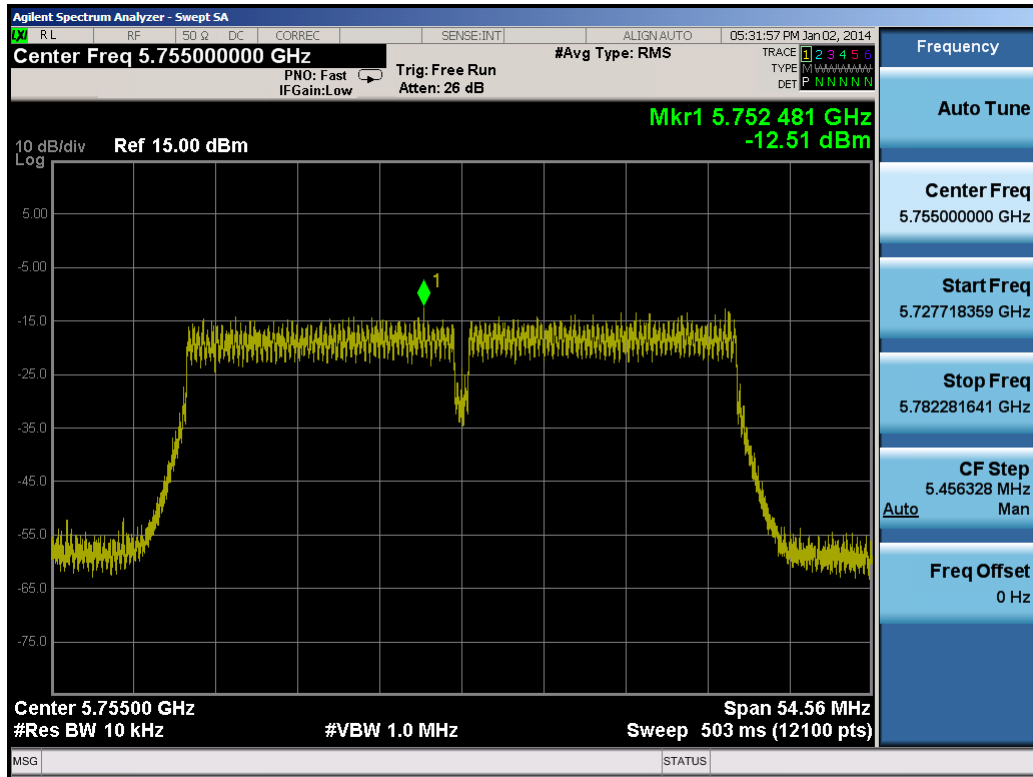 Agilent Spectrum Analyzer - Swept SA
LXI RL RF 50 Ω DC CORREC SENSE:INT ALIGNAUTO 05:31:57 PM Jan 02, 2014
Center Freq 5.755000000 GHz
#Avg Type: RMS
TRACE 1 2 3 4 5 6
PNO: Fast
Trig: Free Run
TYPE M WWWWW
IFGain:Low
Atten: 26 dB
DET P N N N N N
Mkr1 5.752 481 GHz
-12.51 dBm
10 dB/div Ref 15.00 dBm
Log
5.00
-5.00
1
-15.0
-25.0
-35.0
-45.0
-55.0
-65.0
-75.0
Center 5.75500 GHz Span 54.56 MHz
#Res BW 10 kHz #VBW 1.0 MHz Sweep 503 ms (12100 pts)
MSG STATUS
Frequency
Auto Tune
Center Freq
5.755000000 GHz
Start Freq
5.727718359 GHz
Stop Freq
5.782281641 GHz
CF Step
5.456328 MHz
Auto Man
Freq Offset
0 Hz